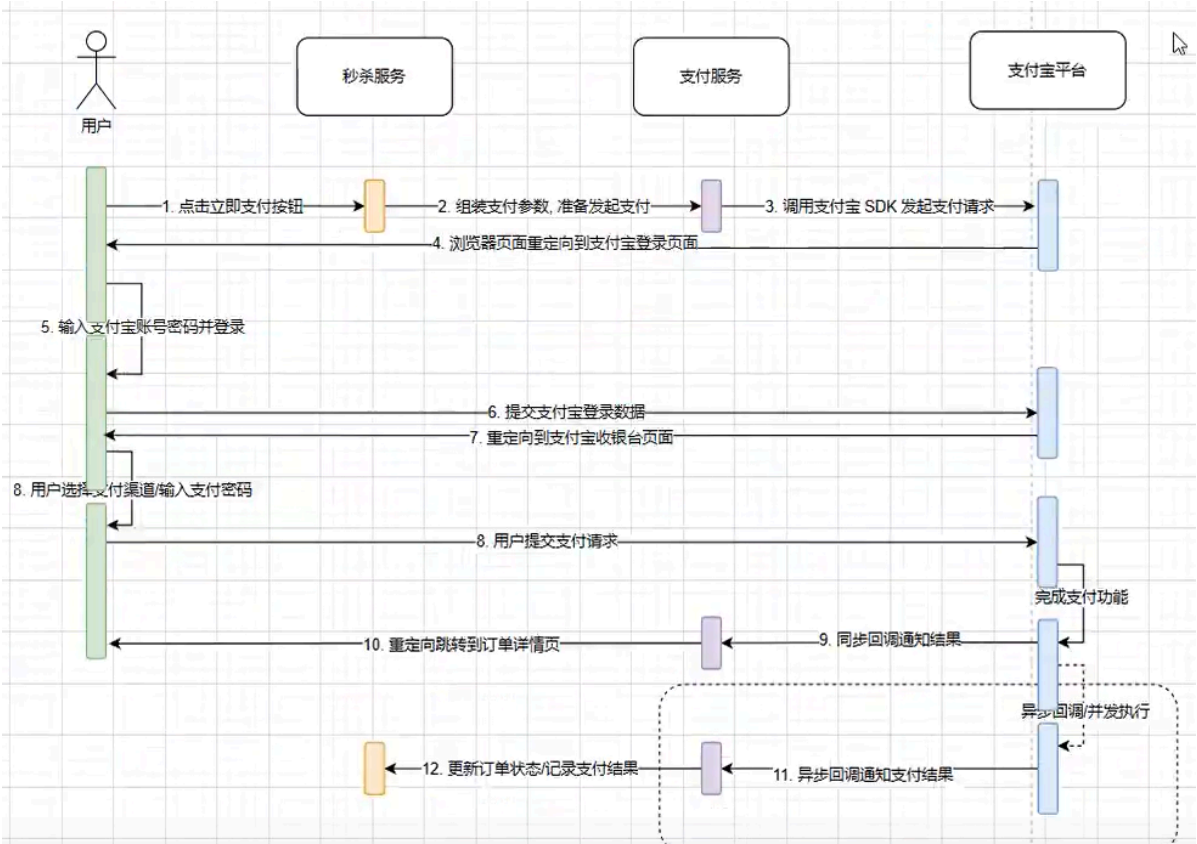 秒杀服务
支付服务
支付宝平台
用户
1. 点击立即支付按钮
2. 组装支付参数, 准备发起支付
3. 调用支付宝 SDK 发起支付请求
4. 浏览器页面重定向到支付宝登录页面
5. 输入支付宝账号密码并登录
6. 提交支付宝登录数据
7. 重定向到支付宝收银台页面
8. 用户选择支付渠道/输入支付密码
8. 用户提交支付请求
完成支付功能
9. 同步回调通知结果
10. 重定向跳转到订单详情页
异步回调/并发执行
12. 更新订单状态/记录支付结果
11. 异步回调通知支付结果